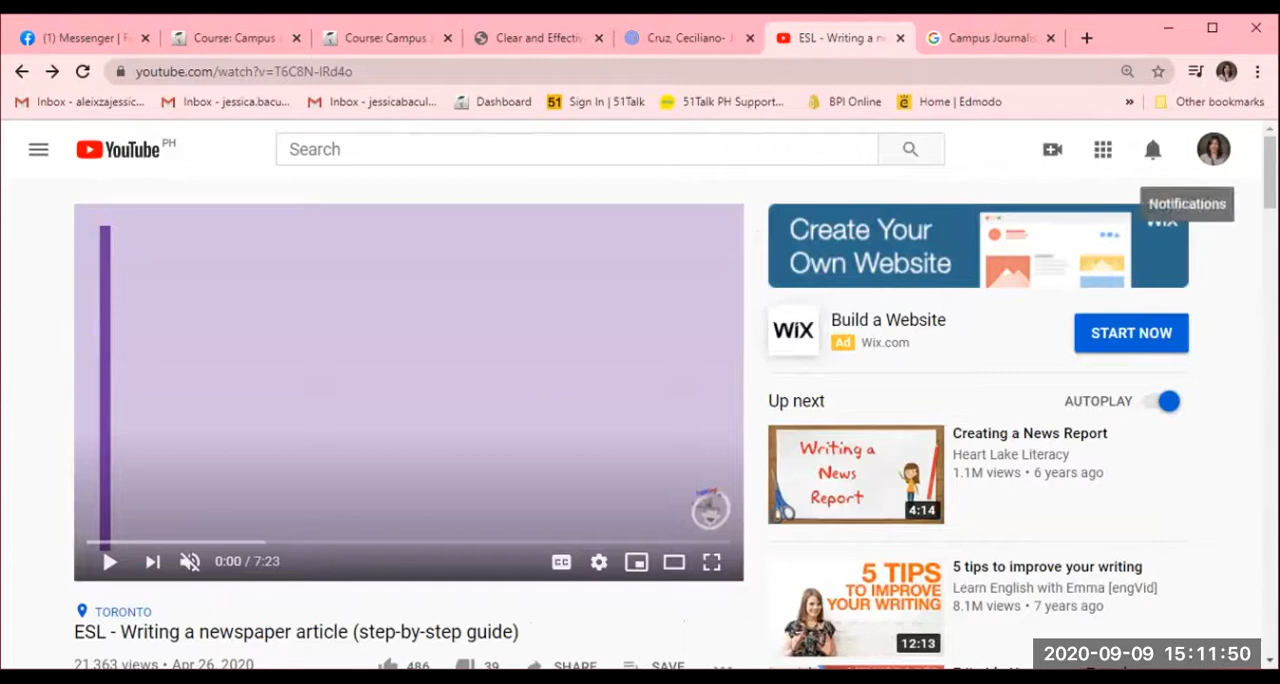 (1) Messenger | F
Course: Campus
Course: Campus
Clear and Effectiv
Cruz, Ceciliano- J
ESL - Writing a n
Campus Journalis
youtube.com/watch?v=T6C8N-IRd4o
Inbox - aleixzajessic...
Inbox - jessica.bacu...
Inbox - jessicabacul...
Dashboard
51 Sign In | 51Talk
51Talk PH Support...
BPI Online
Home | Edmodo
»
Other bookmarks
YouTube PH
Search
Notifications
Create Your
Own Website
WiX
WiX
Build a Website
Ad Wix.com
START NOW
Up next
AUTOPLAY
Writing a
News
Report
4:14
Creating a News Report
Heart Lake Literacy
1.1M views • 6 years ago
0:00 / 7:23
CC
5 TIPS
TO IMPROVE
YOUR WRITING
12:13
5 tips to improve your writing
Learn English with Emma [engVid]
8.1M views • 7 years ago
TORONTO
ESL - Writing a newspaper article (step-by-step guide)
21,363 views • Apr 26, 2020
486
39
SHARE
SAVE
2020-09-09 15:11:50